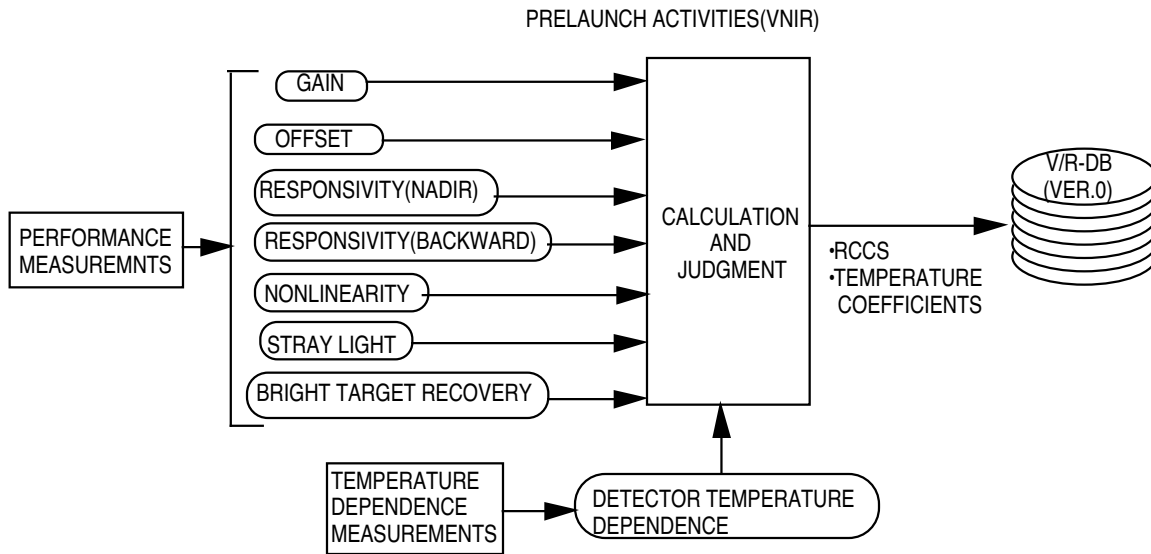 PRELAUNCH ACTIVITIES(VNIR)
GAIN
OFFSET
RESPONSIVITY(NADIR)
RESPONSIVITY(BACKWARD)
NONLINEARITY
STRAY LIGHT
BRIGHT TARGET RECOVERY
PERFORMANCE
MEASUREMNTS
CALCULATION
AND
JUDGMENT
•RCCS
•TEMPERATURE
COEFFICIENTS
V/R-DB
(VER.0)
TEMPERATURE
DEPENDENCE
MEASUREMENTS
DETECTOR TEMPERATURE
DEPENDENCE